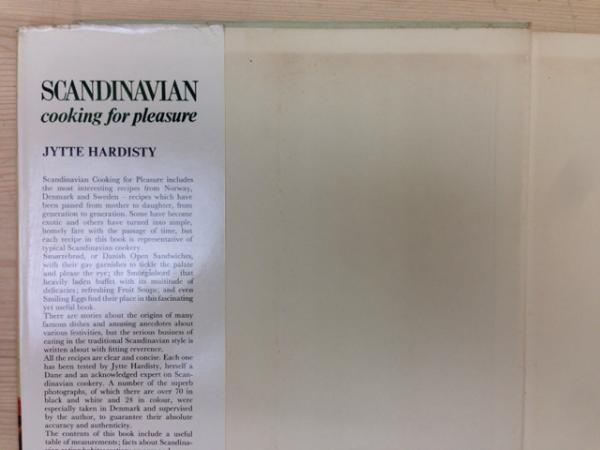 SCANDINAVIAN
cooking for pleasure
JYTTE HARDISTY
Scandinavian Cooking for Pleasure includes
the most interesting recipes from Norway,
Denmark and Sweden – recipes which have
been passed from mother to daughter, from
generation to generation. Some have become
exotic and others have turned into simple,
homely fare with the passage of time, but
each recipe in this book is representative of
typical Scandinavian cookery.
Smørrebrød, or Danish Open Sandwiches,
with their gay garnishes to tickle the palate
and please the eye; the Smörgåsbord – that
heavily laden buffet with its multitude of
delicacies; refreshing Fruit Soups; and even
Smiling Eggs find their place in this fascinating
yet useful book.
There are stories about the origins of many
famous dishes and amusing anecdotes about
various festivities, but the serious business of
eating in the traditional Scandinavian style is
written about with fitting reverence.
All the recipes are clear and concise. Each one
has been tested by Jytte Hardisty, herself a
Dane and an acknowledged expert on Scan-
dinavian cookery. A number of the superb
photographs, of which there are over 70 in
black and white and 28 in colour, were
especially taken in Denmark and supervised
by the author, to guarantee their absolute
accuracy and authenticity.
The contents of this book include a useful
table of measurements; facts about Scandina-